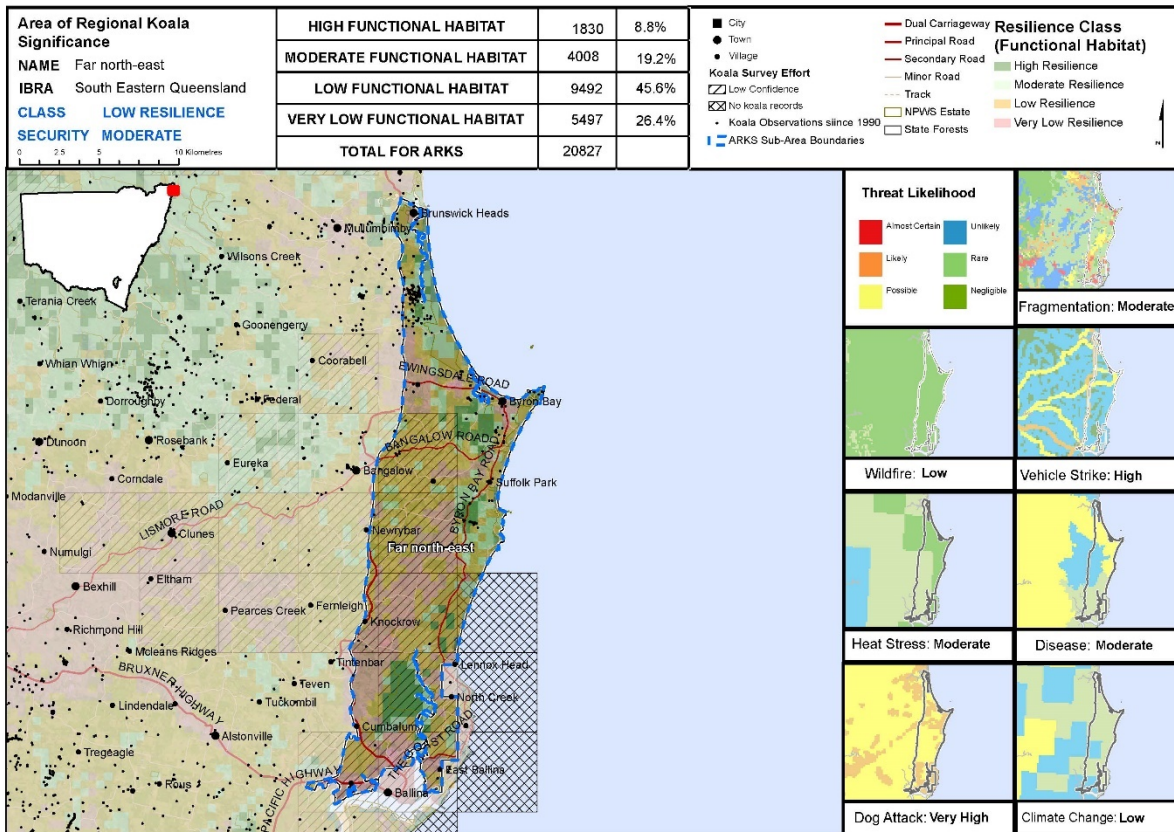 Area of Regional Koala
Significance
NAME Far north-east
IBRA South Eastern Queensland
CLASS LOW RESILIENCE
SECURITY MODERATE
0 2.5 5 10 Kilometres
HIGH FUNCTIONAL HABITAT 1830 8.8%
MODERATE FUNCTIONAL HABITAT 4008 19.2%
LOW FUNCTIONAL HABITAT 9492 45.6%
VERY LOW FUNCTIONAL HABITAT 5497 26.4%
TOTAL FOR ARKS 20827
City
Town
Village
Koala Survey Effort
Low Confidence
No koala records
Koala Observations siince 1990
ARKS Sub-Area Boundaries
Dual Carriageway
Principal Road
Secondary Road
Minor Road
Track
NPWS Estate
State Forests
Resilience Class
(Functional Habitat)
High Resilience
Moderate Resilience
Low Resilience
Very Low Resilience
N
Brunswick Heads
Mullumbimby
Wilsons Creek
Terania Creek
Goonengerry
Coorabell
Whian Whian
EWINGSDALE ROAD
Dorroughby
Federal
Byron Bay
Dunoon
Rosebank
BANGALOW ROAD
Eureka
Bangalow
Corndale
BYRON BAY ROAD
Suffolk Park
Modanville
LISMORE ROAD
Clunes
Newrybar
Numulgi
Far north-east
Eltham
Bexhill
Pearces Creek
Fernleigh
Knockrow
Richmond Hill
Mcleans Ridges
Tintenbar
Lennox Head
BRUXNER HIGHWAY
Teven
North Creek
Lindendale
Tuckombil
Cumbalum
THE COAST ROAD
Alstonville
Tregeagle
East Ballina
PACIFIC HIGHWAY
Rous
Ballina
Threat Likelihood
Almost Certain
Unlikely
Likely
Rare
Possible
Negligible
Fragmentation: Moderate
Wildfire: Low
Vehicle Strike: High
Heat Stress: Moderate
Disease: Moderate
Dog Attack: Very High
Climate Change: Low